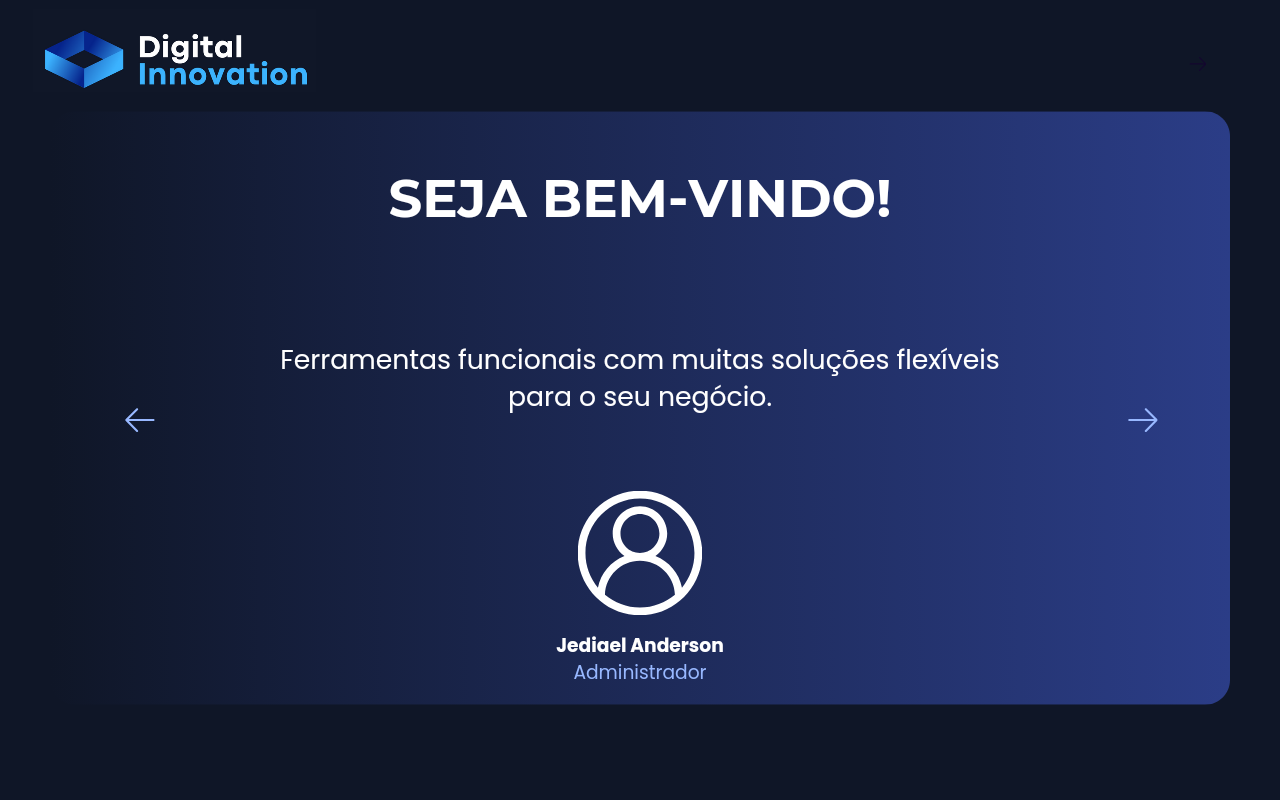 Digital
Innovation
SEJA BEM-VINDO!
Ferramentas funcionais com muitas soluções flexíveis
para o seu negócio.
Jediael Anderson
Administrador